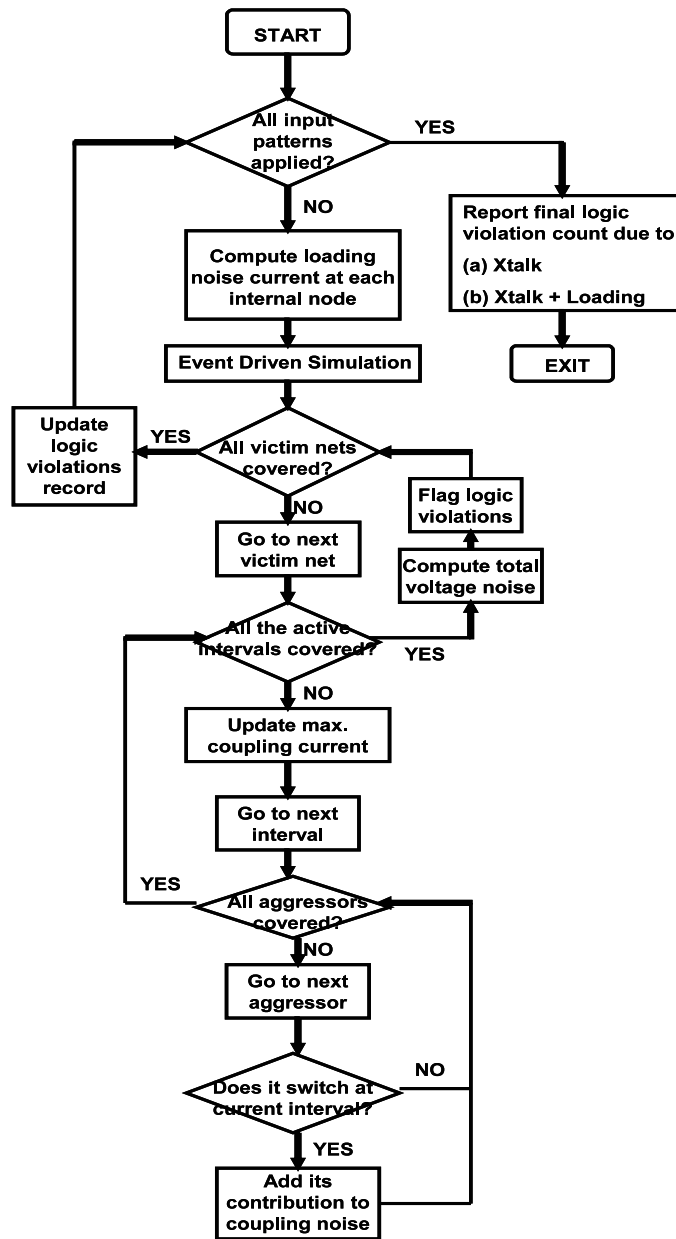 START
All input
patterns
applied?
YES
NO
Report final logic
violation count due to
(a) Xtalk
(b) Xtalk + Loading
Compute loading
noise current at each
internal node
Event Driven Simulation
EXIT
Update
logic
violations
record
YES
All victim nets
covered?
NO
Flag logic
violations
Go to next
victim net
Compute total
voltage noise
All the active
intervals covered?
YES
NO
Update max.
coupling current
Go to next
interval
YES
All aggressors
covered?
NO
Go to next
aggressor
Does it switch at
current interval?
NO
YES
Add its
contribution to
coupling noise